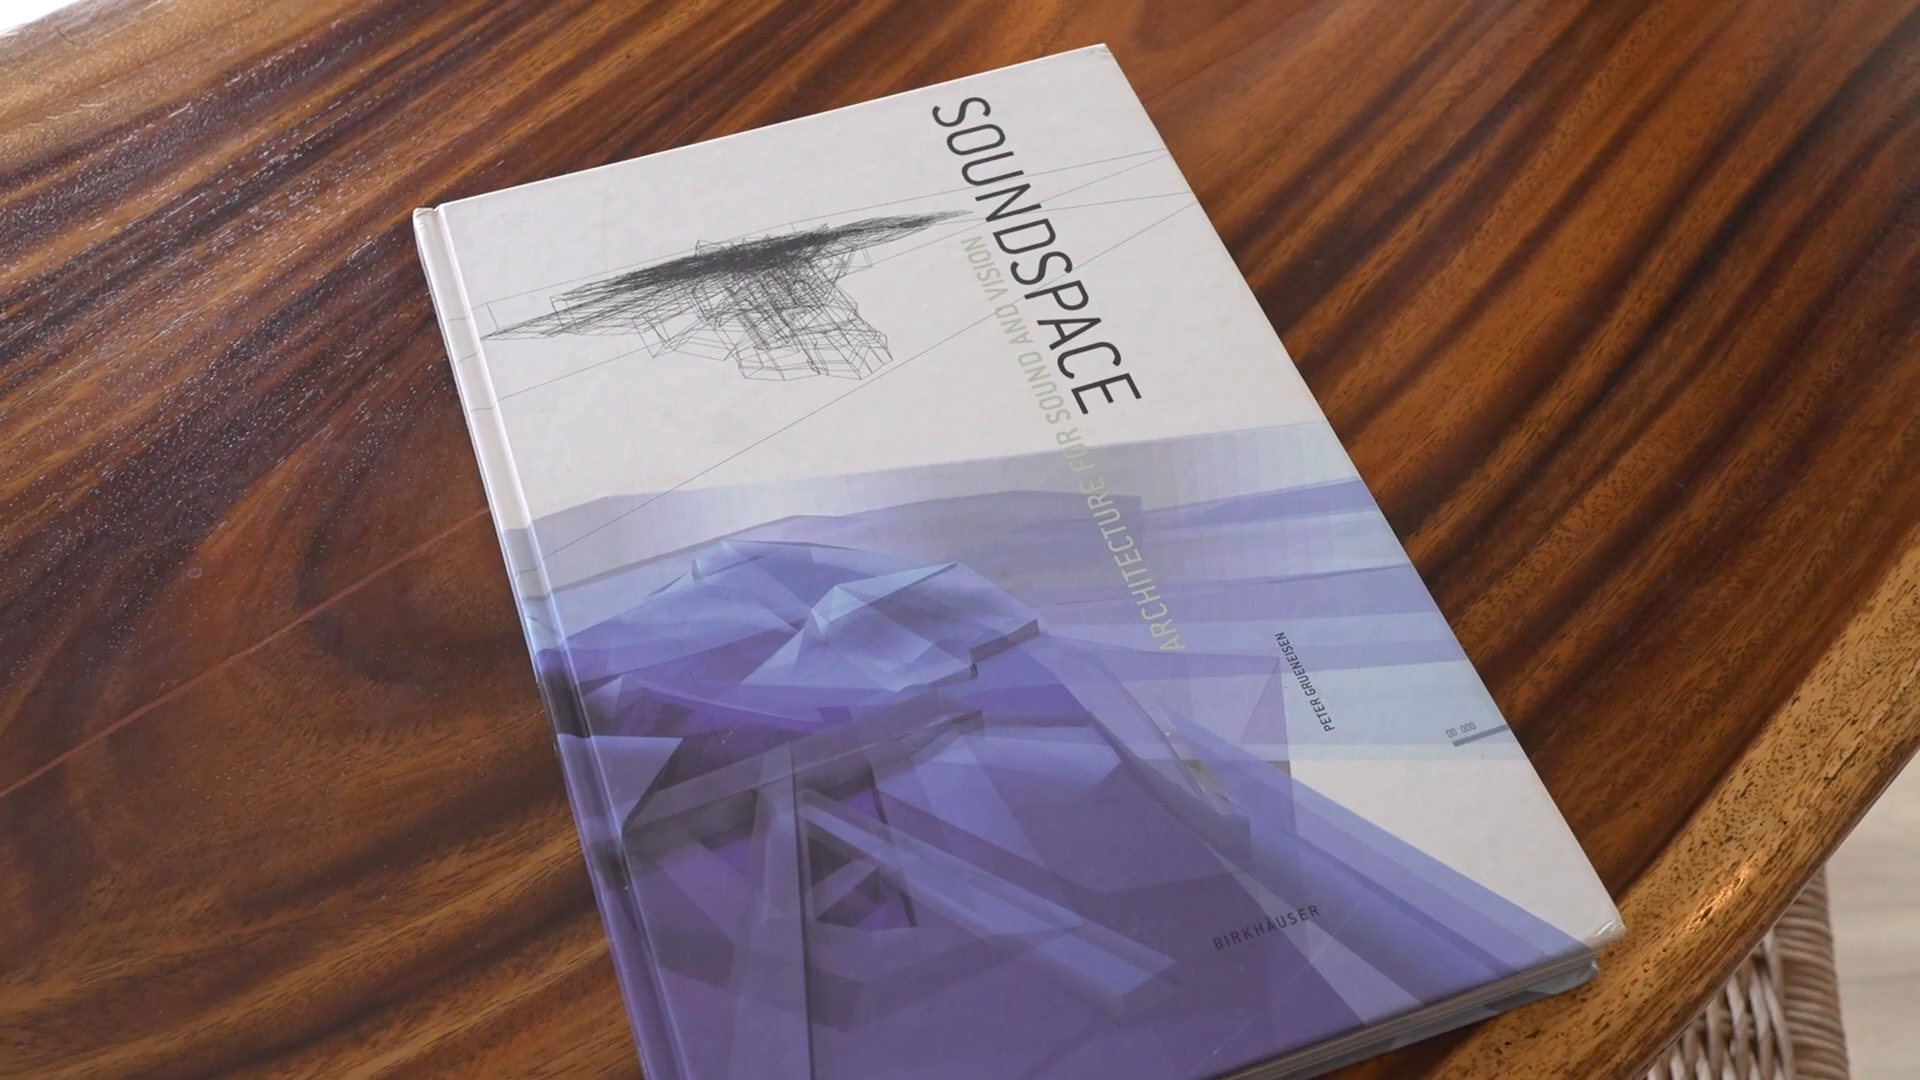 SOUNDSPACE
ARCHITECTURE FOR SOUND AND VISION
PETER GRUENEISEN
00:000
BIRKHÄUSER